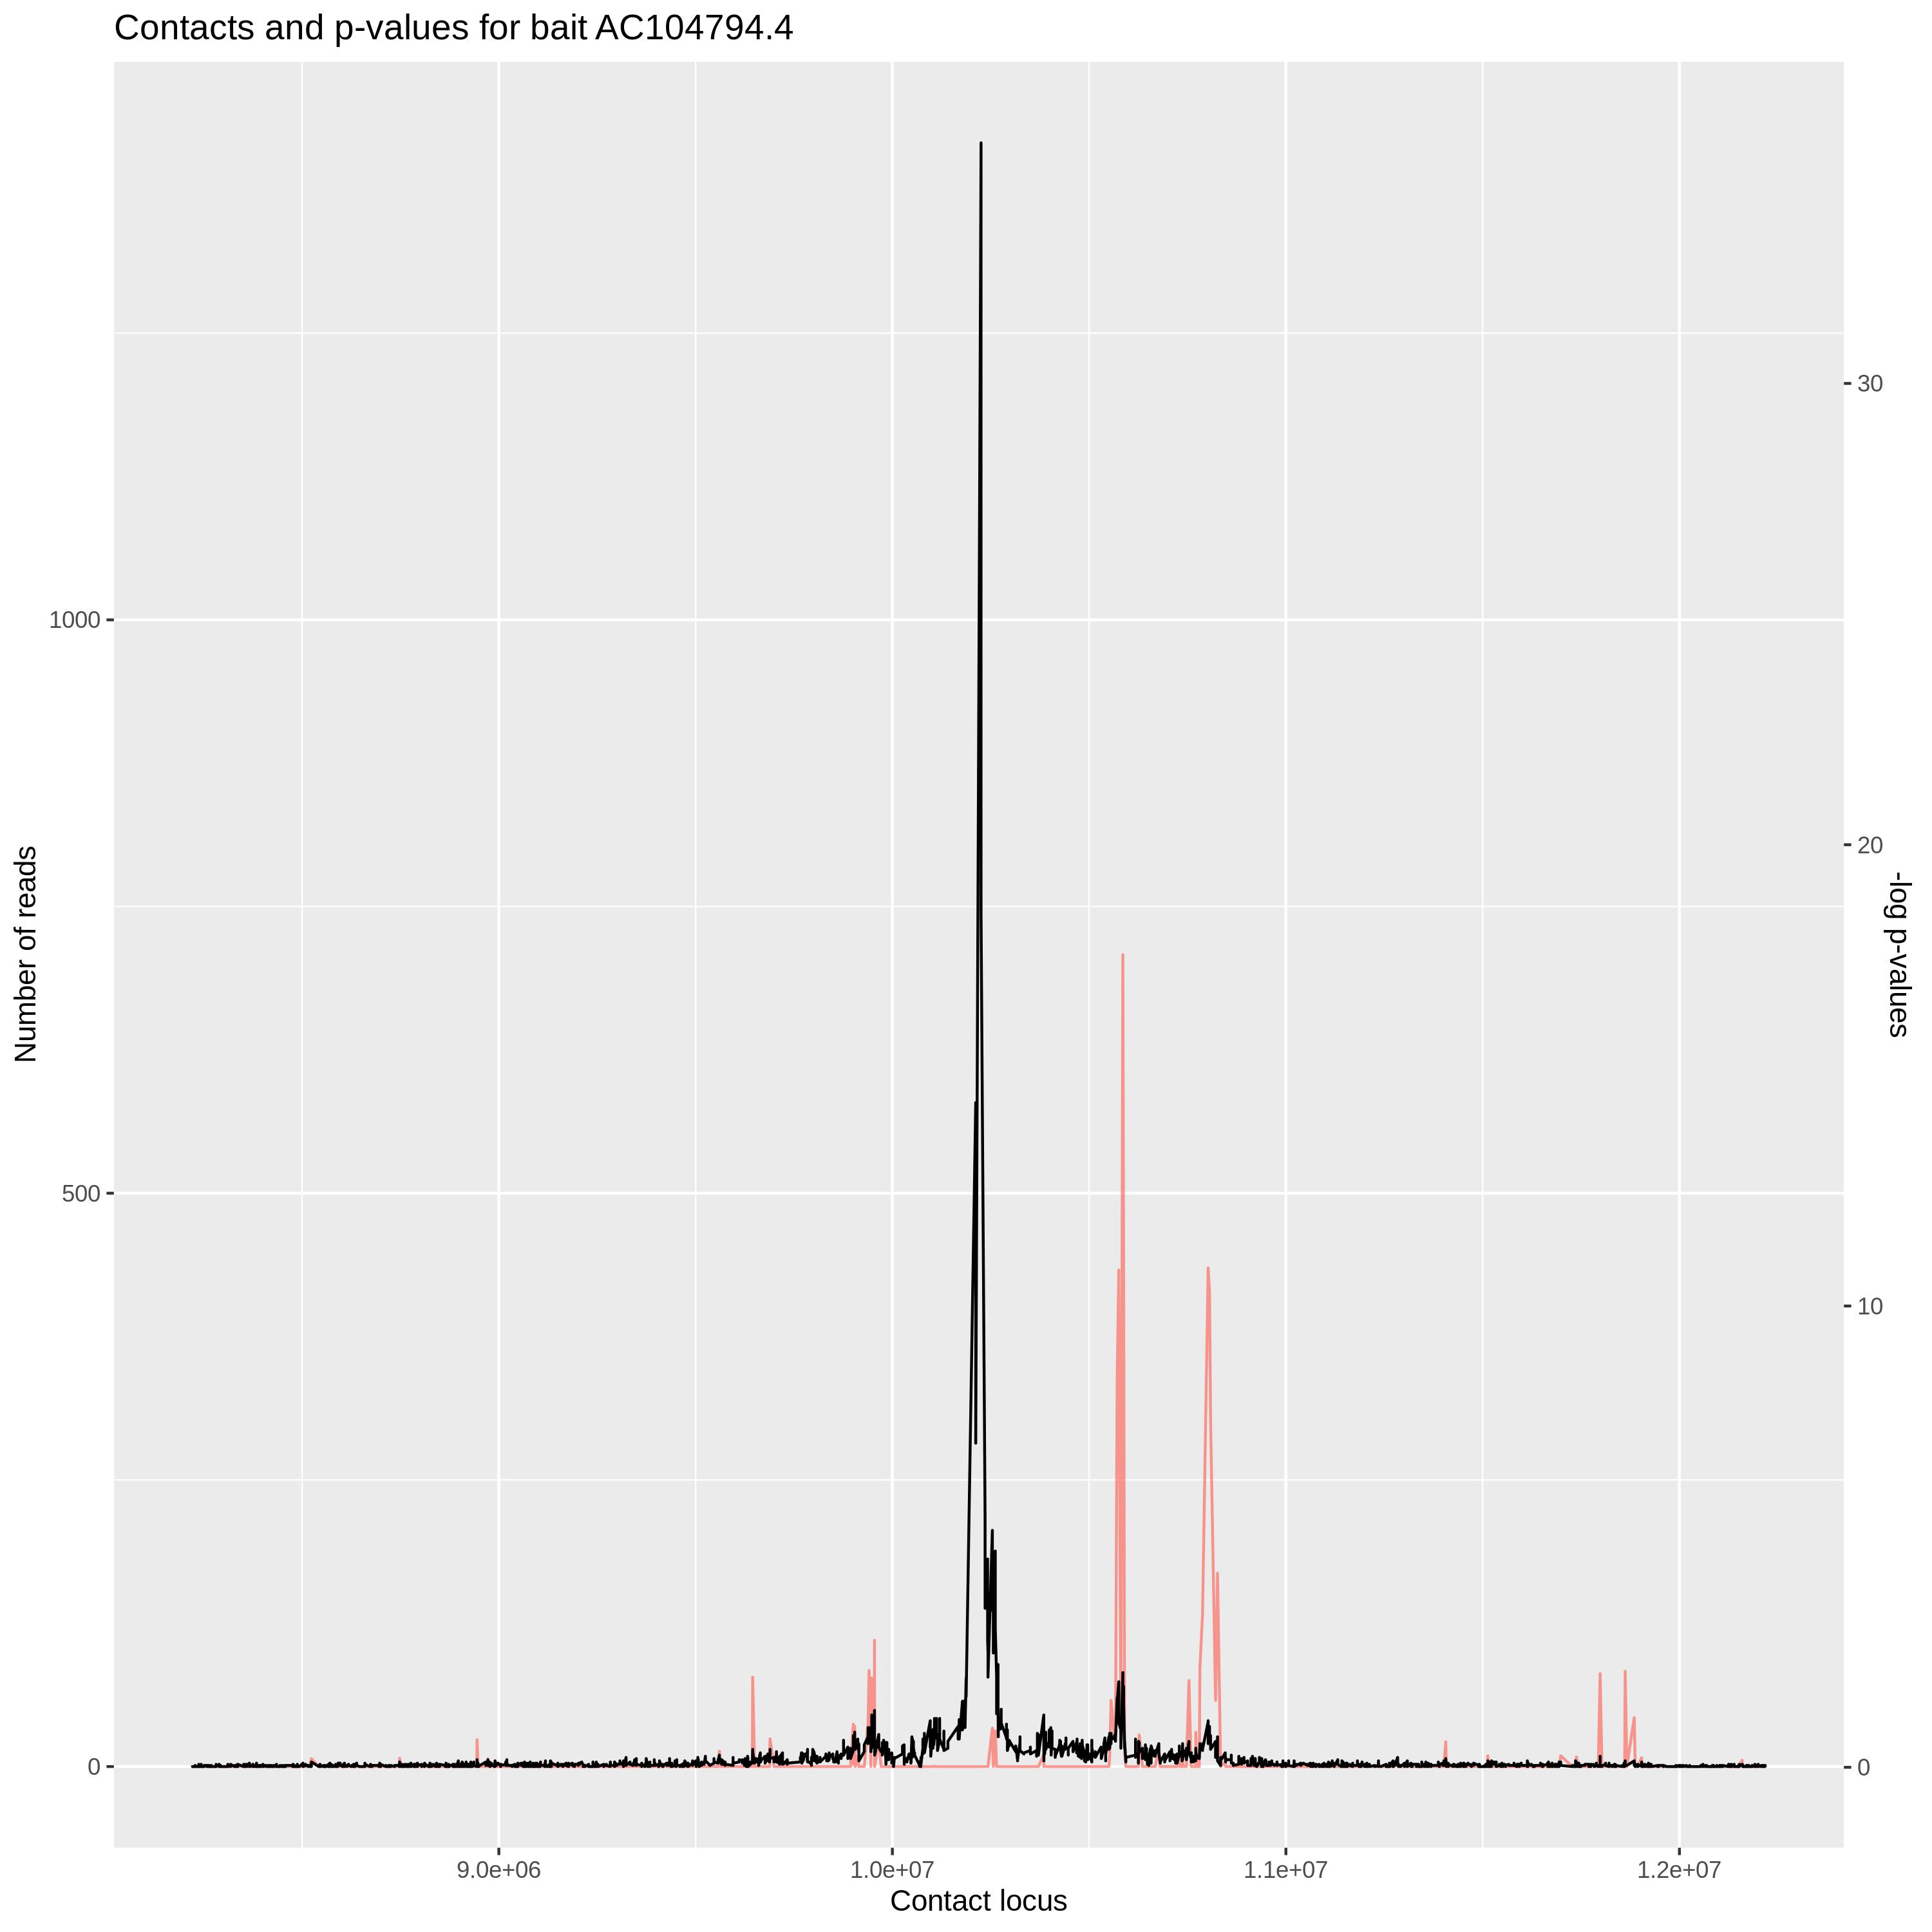 Contacts and p-values for bait AC104794.4
Number of reads
1000
500
0
30
20
10
0
-log p-values
9.0e+06
1.0e+07
1.1e+07
1.2e+07
Contact locus